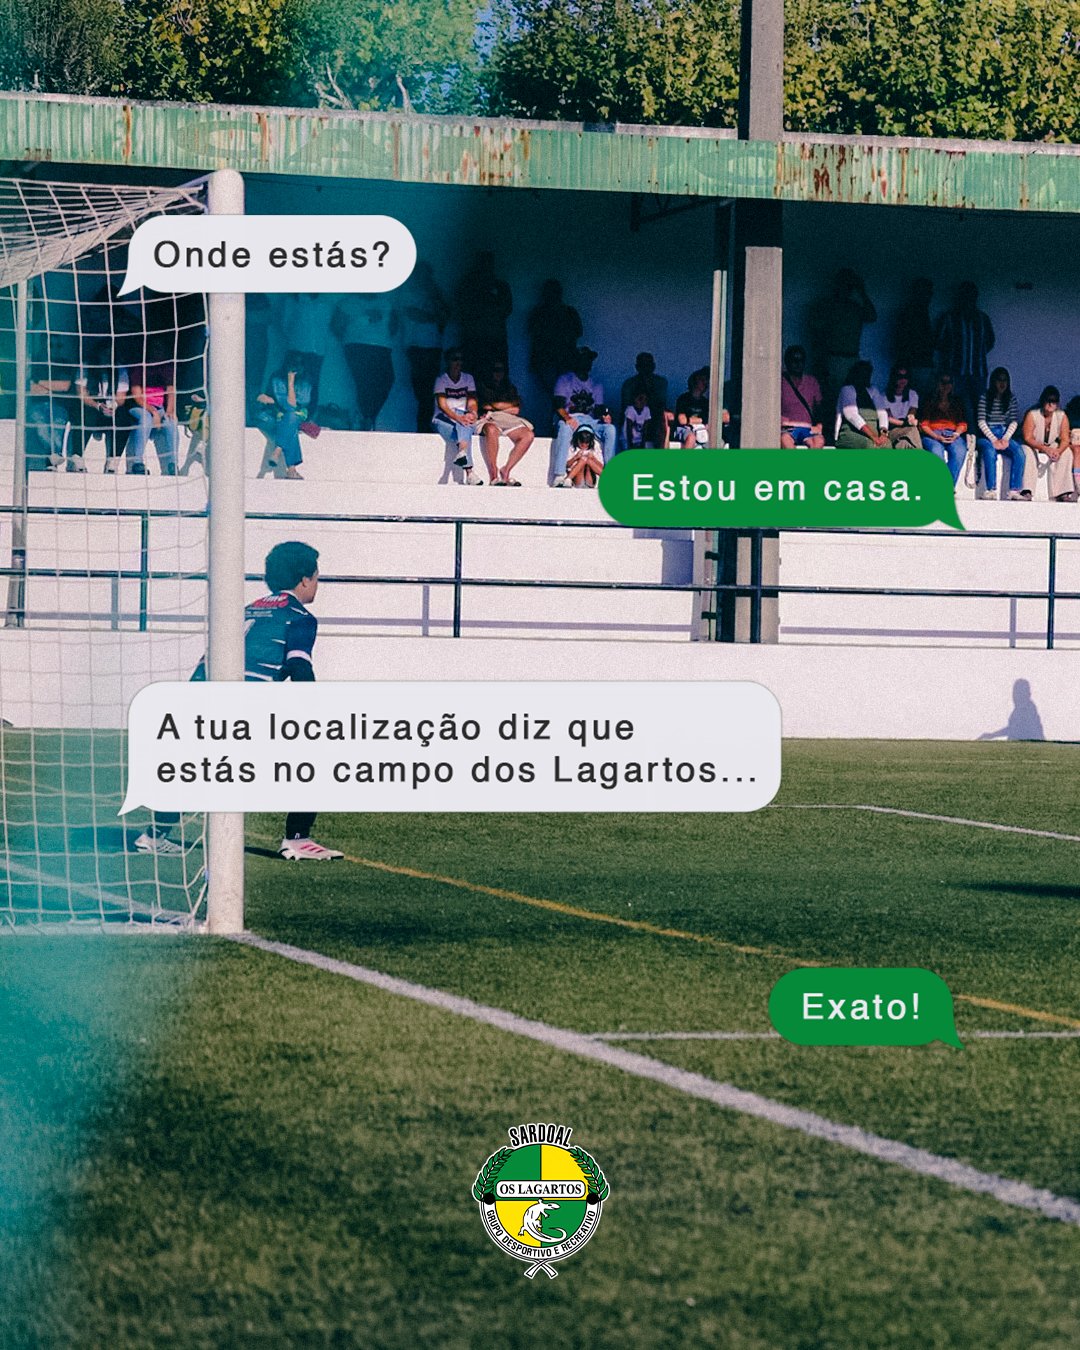 Onde estás?
Estou em casa.
A tua localização diz que
estás no campo dos Lagartos...
Exato!
SARDOAL
OS LAGARTOS
GRUPO DESPORTIVO E RECREATIVO